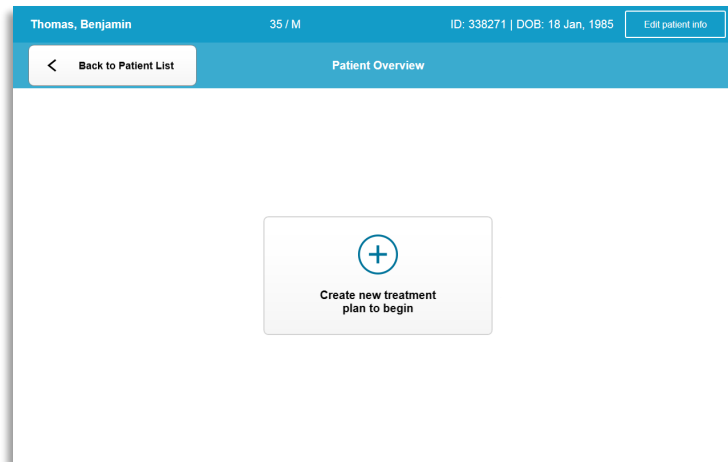 Thomas, Benjamin 35 / M ID: 338271 | DOB: 18 Jan, 1985 Edit patient info
Back to Patient List Patient Overview
Create new treatment
plan to begin